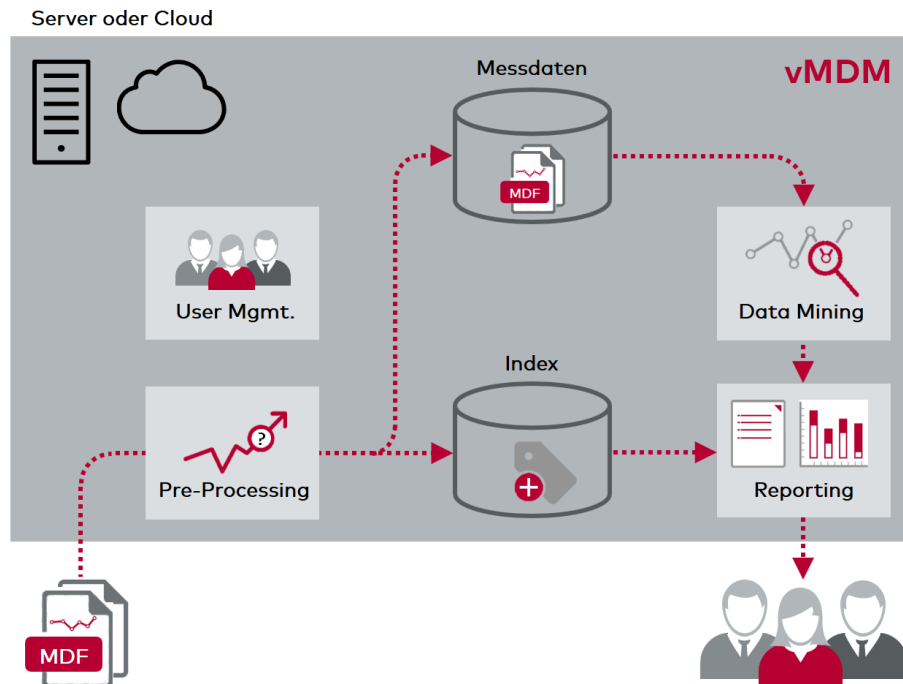 Server oder Cloud
Messdaten
vMDM
MDF
User Mgmt.
Data Mining
Index
?
Pre-Processing
Reporting
MDF